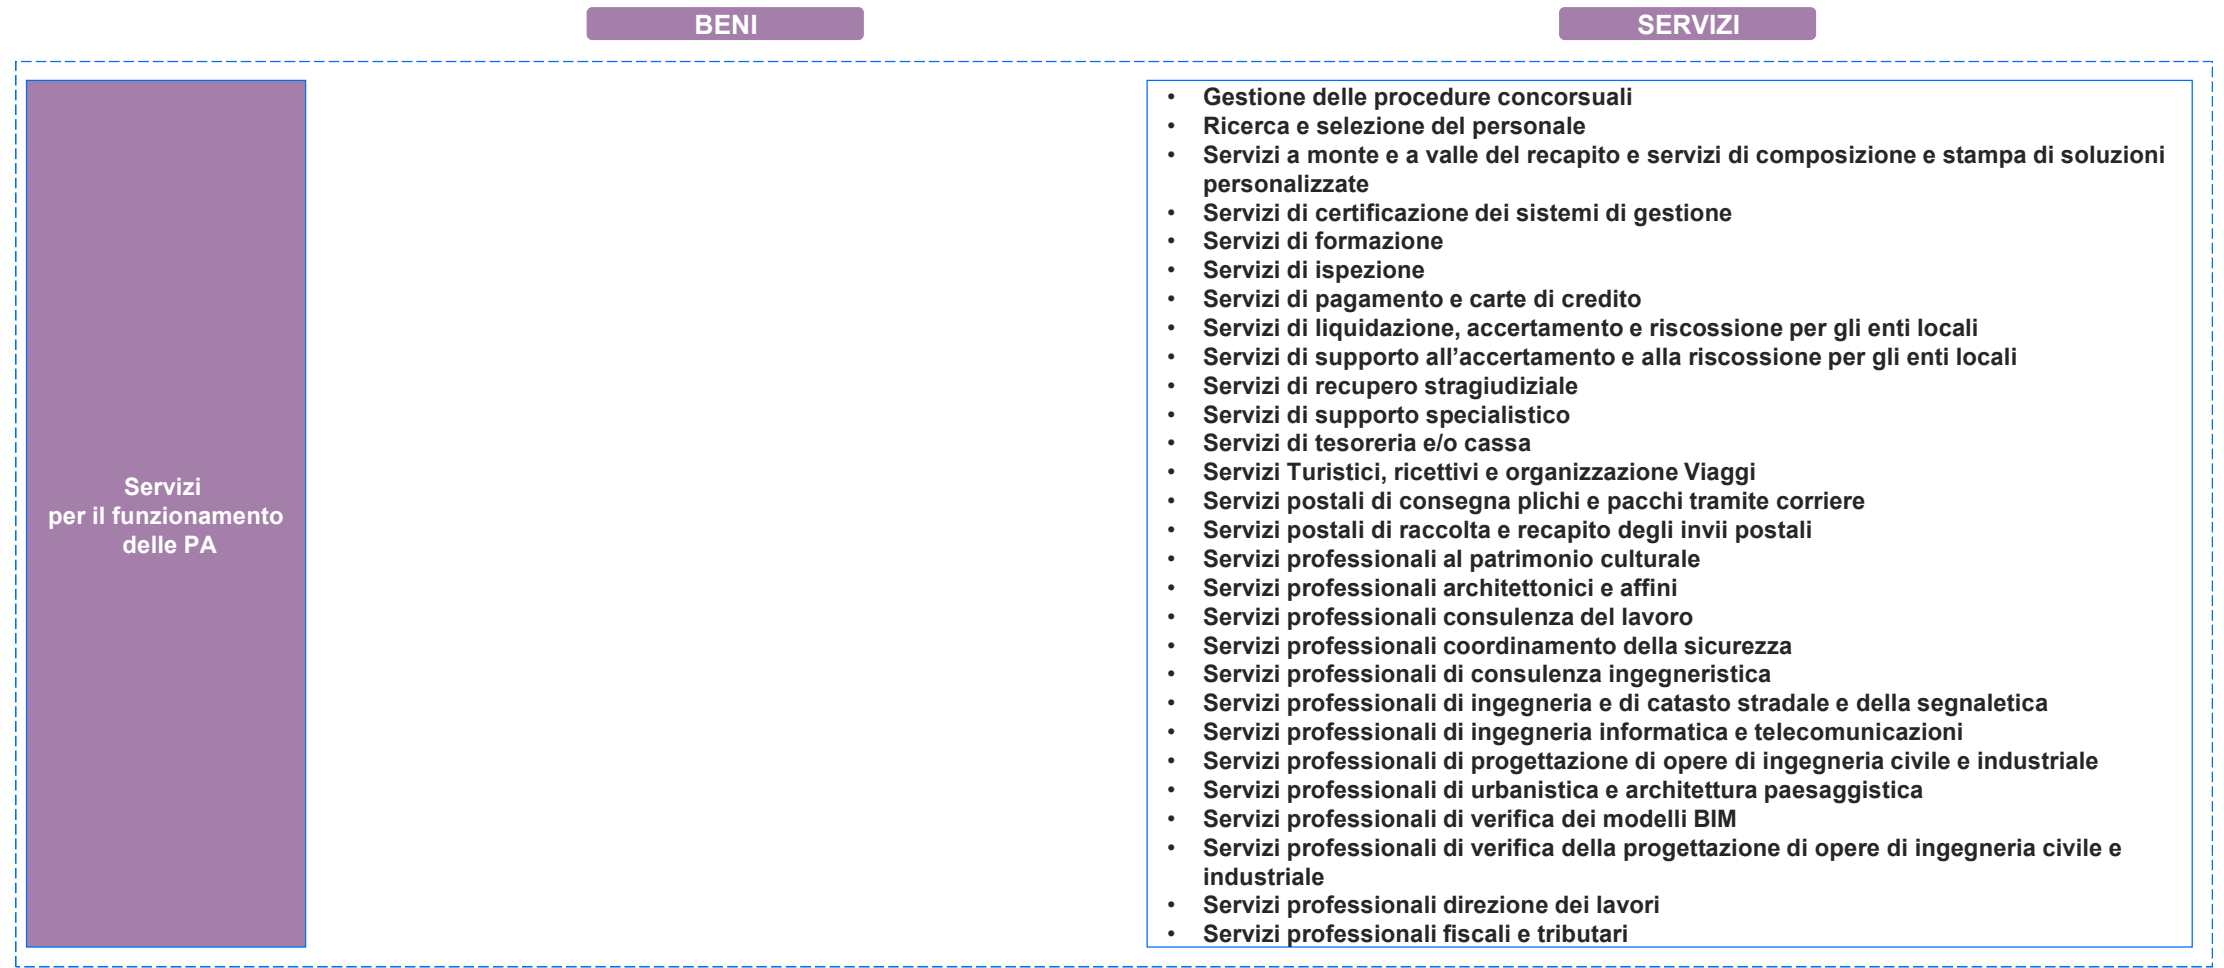 BENI
SERVIZI
Servizi
per il funzionamento
delle PA
• Gestione delle procedure concorsuali
• Ricerca e selezione del personale
• Servizi a monte e a valle del recapito e servizi di composizione e stampa di soluzioni
personalizzate
• Servizi di certificazione dei sistemi di gestione
• Servizi di formazione
• Servizi di ispezione
• Servizi di pagamento e carte di credito
• Servizi di liquidazione, accertamento e riscossione per gli enti locali
• Servizi di supporto all’accertamento e alla riscossione per gli enti locali
• Servizi di recupero stragiudiziale
• Servizi di supporto specialistico
• Servizi di tesoreria e/o cassa
• Servizi Turistici, ricettivi e organizzazione Viaggi
• Servizi postali di consegna plichi e pacchi tramite corriere
• Servizi postali di raccolta e recapito degli invii postali
• Servizi professionali al patrimonio culturale
• Servizi professionali architettonici e affini
• Servizi professionali consulenza del lavoro
• Servizi professionali coordinamento della sicurezza
• Servizi professionali di consulenza ingegneristica
• Servizi professionali di ingegneria e di catasto stradale e della segnaletica
• Servizi professionali di ingegneria informatica e telecomunicazioni
• Servizi professionali di progettazione di opere di ingegneria civile e industriale
• Servizi professionali di urbanistica e architettura paesaggistica
• Servizi professionali di verifica dei modelli BIM
• Servizi professionali di verifica della progettazione di opere di ingegneria civile e
industriale
• Servizi professionali direzione dei lavori
• Servizi professionali fiscali e tributari